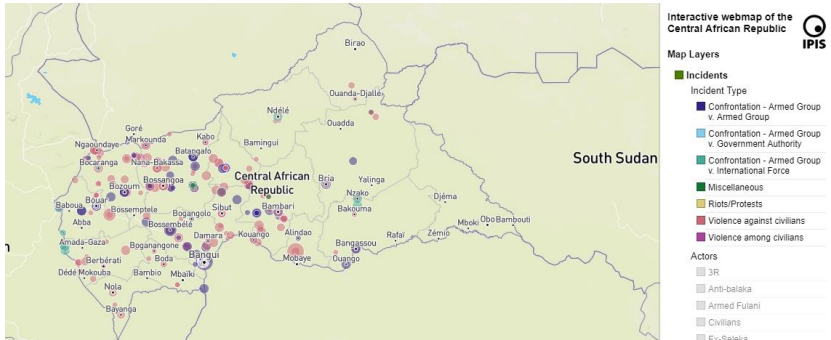 Birao
Ouanda-Djallé
Ndélé
Ouadda
Goré
Markounda
Kabo
Ngaoundaye
Batangafo
Bamingui
Bocaranga
Nana-Bakassa
South Sudan
Central African
Republic
Bossangoa
Bria
Yalinga
Bozoum
Nzako
Djéma
Baboua
Bouar
Bossemptele
Bogangolo
Sibut
Bambari
Bakouma
Mboki
Obo
Bambouti
Abba
Bossembélé
Damara
Kouango
Alindao
Rafaï
Zémio
Amada-Gaza
Boganangone
Bangui
Bangassou
Mobaye
Ouango
Berbérati
Boda
Dédé Mokouba
Bambio
Mbaïki
Nola
Bayanga
Interactive webmap of the
Central African Republic
IPIS
Map Layers
Incidents
Incident Type
Confrontation - Armed Group
v. Armed Group
Confrontation - Armed Group
v. Government Authority
Confrontation - Armed Group
v. International Force
Miscellaneous
Riots/Protests
Violence against civilians
Violence among civilians
Actors
3R
Anti-balaka
Armed Fulani
Civilians
Ex-Seleka